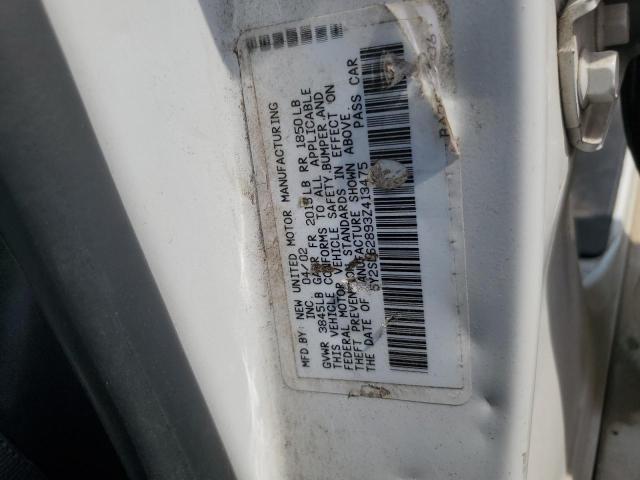 MFD BY: NEW UNITED MOTOR MANUFACTURING
INC. 04/02
GVWR 3845LB GAWR FR 2015LB RR 1850LB
THIS VEHICLE CONFORMS TO ALL APPLICABLE
FEDERAL MOTOR VEHICLE SAFETY, BUMPER AND
THEFT PREVENTION STANDARDS IN EFFECT ON
THE DATE OF MANUFACTURE SHOWN ABOVE.
PASS CAR